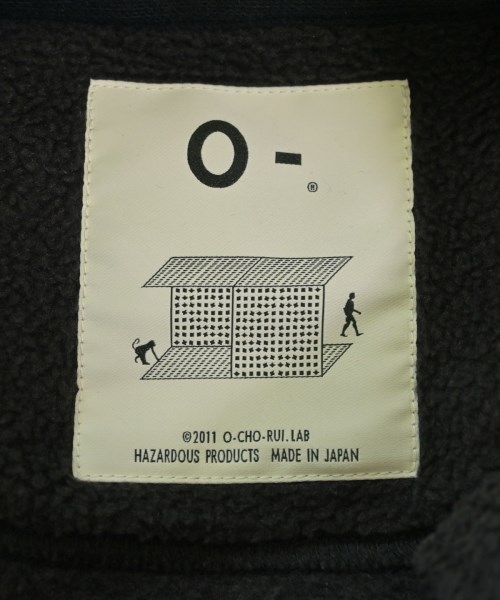 O -
®
©2011 O-CHO-RUI.LAB
HAZARDOUS PRODUCTS MADE IN JAPAN